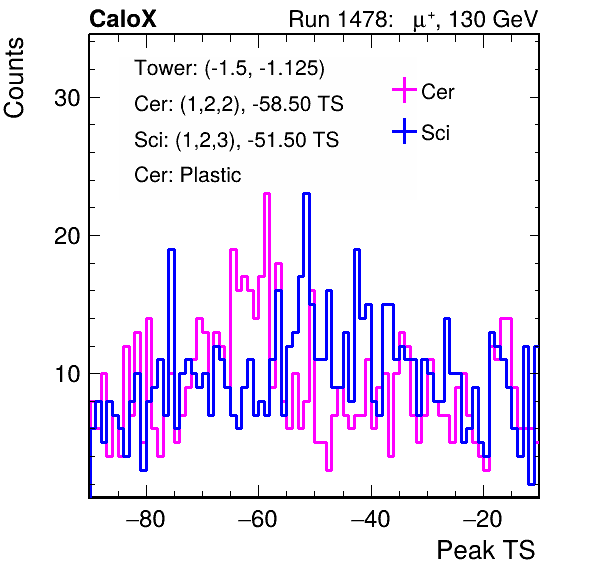 CaloX Run 1478: μ⁺, 130 GeV
Counts
Tower: (-1.5, -1.125)
Cer: (1,2,2), -58.50 TS
Sci: (1,2,3), -51.50 TS
Cer: Plastic
Cer
Sci
30
20
10
−80 −60 −40 −20
Peak TS